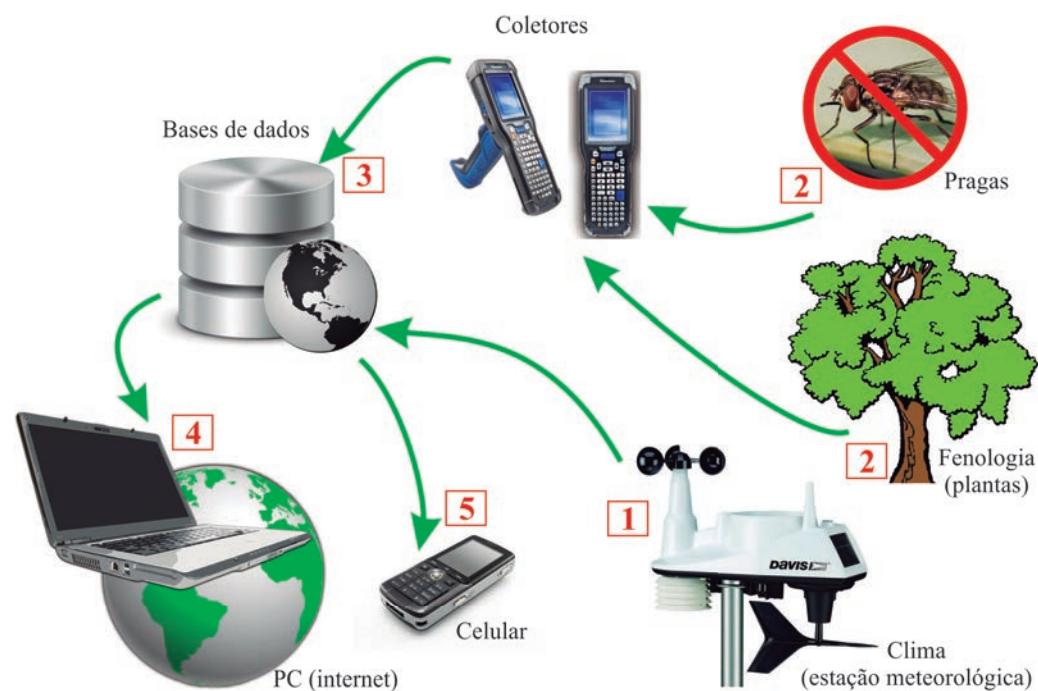 Coletores
Bases de dados
3
2
Pragas
4
5
1
2
Fenologia
(plantas)
DAVIS
Celular
PC (internet)
Clima
(estação meteorológica)